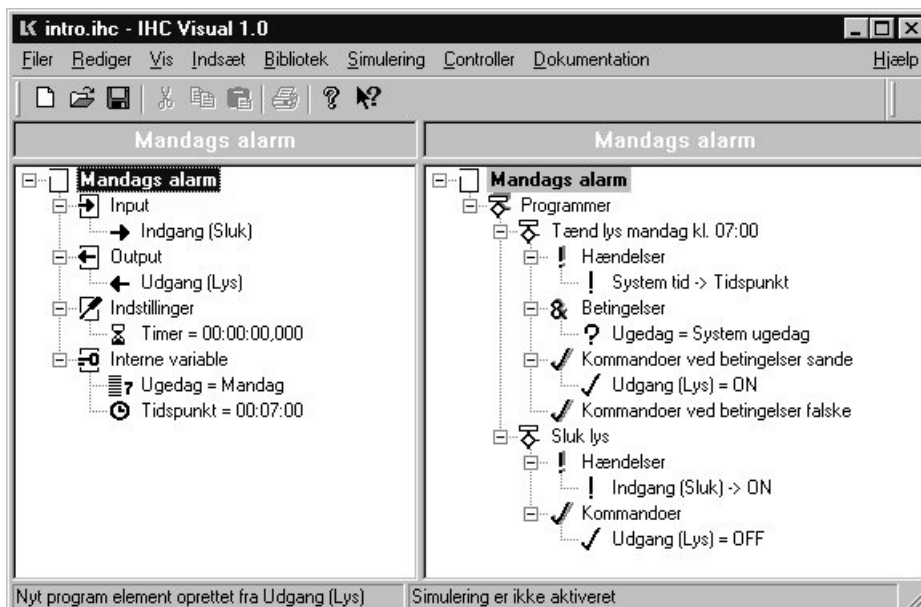 intro.ihc - IHC Visual 1.0
Filer Rediger Vis Indsæt Bibliotek Simulering Controller Dokumentation Hjælp
Mandags alarm
Mandags alarm
Input
Indgang (Sluk)
Output
Udgang (Lys)
Indstillinger
Timer = 00:00:00,000
Interne variable
Ugedag = Mandag
Tidspunkt = 00:07:00
Mandags alarm
Mandags alarm
Programmer
Tænd lys mandag kl. 07:00
Hændelser
System tid -> Tidspunkt
Betingelser
Ugedag = System ugedag
Kommandoer ved betingelser sande
Udgang (Lys) = ON
Kommandoer ved betingelser falske
Sluk lys
Hændelser
Indgang (Sluk) -> ON
Kommandoer
Udgang (Lys) = OFF
Nyt program element oprettet fra Udgang (Lys)
Simulering er ikke aktiveret